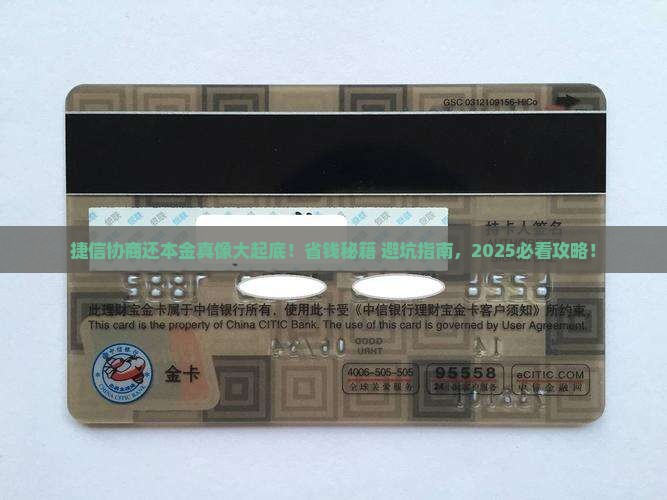 GSC 0312109156-HiCo
持卡人签名
捷信协商还本金真像大起底！省钱秘籍 避坑指南，2025必看攻略！
此理财宝金卡属于中信银行所有，使用此卡受《中信银行理财宝金卡客户须知》所约束。
This card is the property of China CITIC Bank. The use of this card is governed by User Agreement.
GOOD
THRU
金卡
CHINA CITIC BANK
4006-505-505
全球关爱服务
95558
24小时客户服务
eCITIC.COM
中信金融网